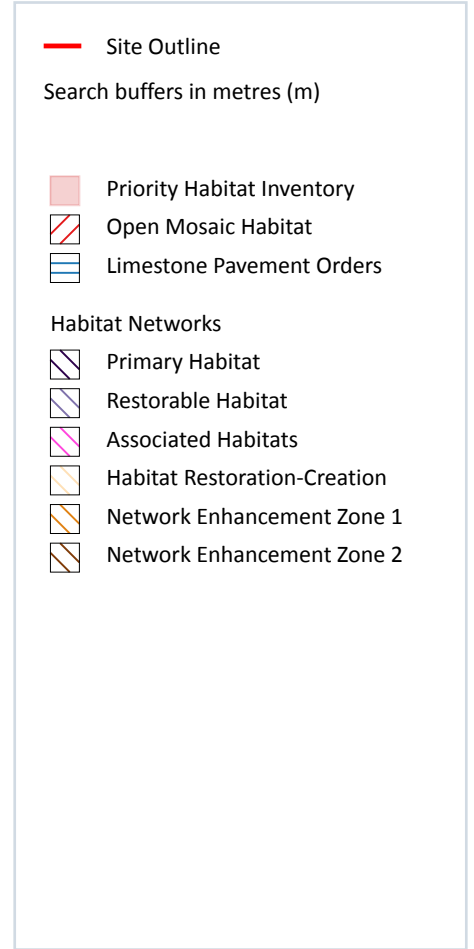 Site Outline
Search buffers in metres (m)
Priority Habitat Inventory
Open Mosaic Habitat
Limestone Pavement Orders
Habitat Networks
Primary Habitat
Restorable Habitat
Associated Habitats
Habitat Restoration-Creation
Network Enhancement Zone 1
Network Enhancement Zone 2